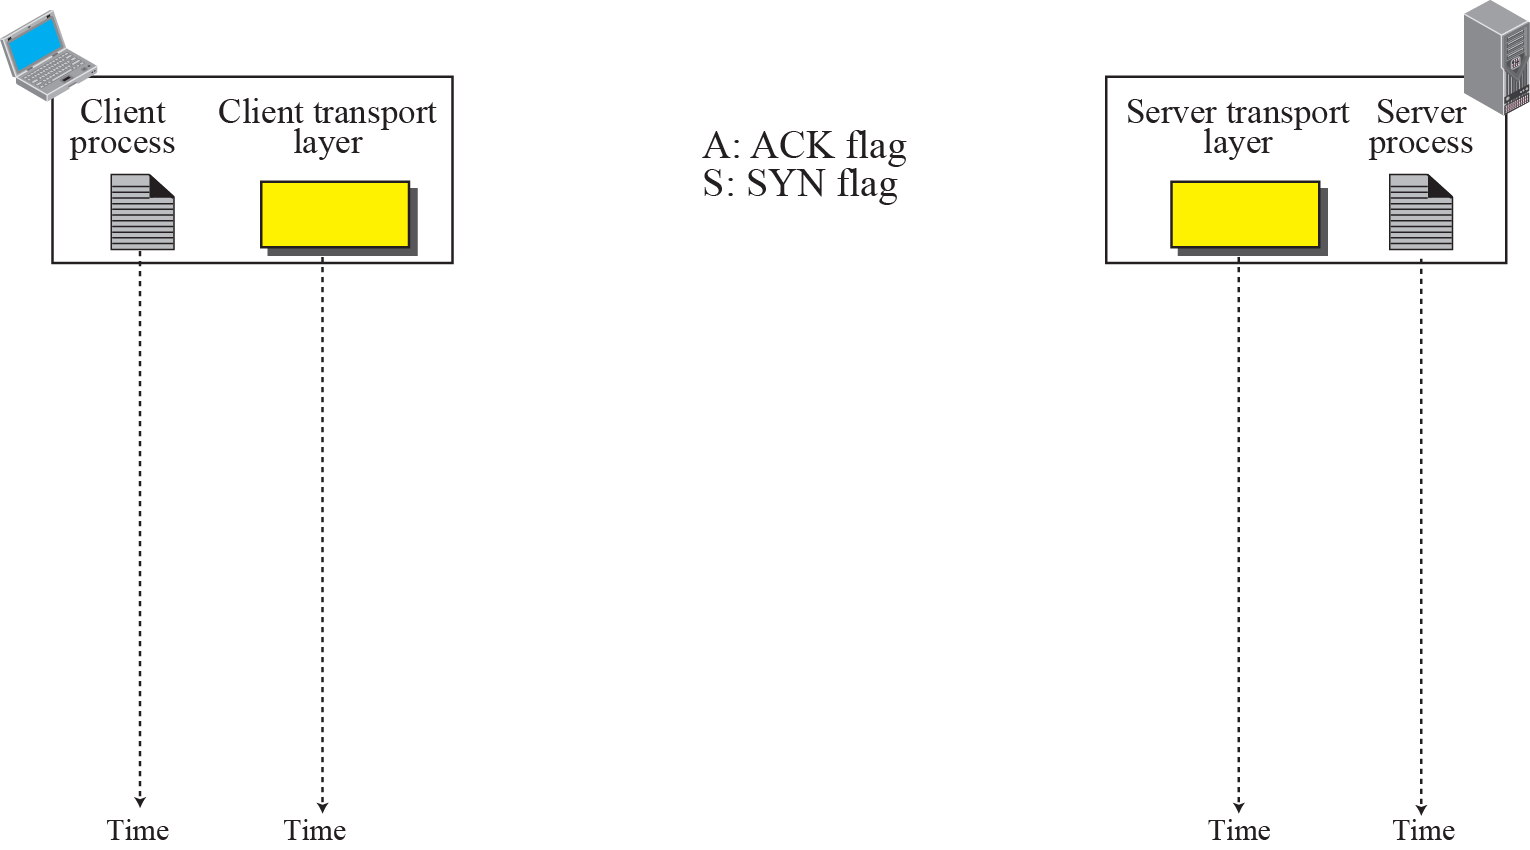 Client
process
Client transport
layer
A: ACK flag
S: SYN flag
Server transport
layer
Server
process
Time
Time
Time
Time